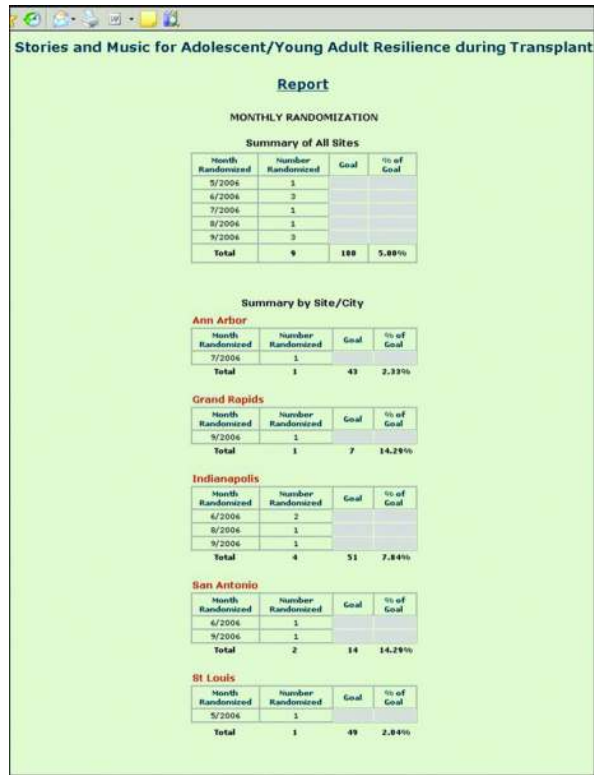 Stories and Music for Adolescent/Young Adult Resilience during Transplant
Report
MONTHLY RANDOMIZATION
Summary of All Sites
Month Randomized Number Randomized Goal % of Goal
5/2006 1
6/2006 3
7/2006 1
8/2006 1
9/2006 3
Total 9 180 5.00%
Summary by Site/City
Ann Arbor
Month Randomized Number Randomized Goal % of Goal
7/2006 1
Total 1 43 2.33%
Grand Rapids
Month Randomized Number Randomized Goal % of Goal
9/2006 1
Total 1 7 14.29%
Indianapolis
Month Randomized Number Randomized Goal % of Goal
6/2006 2
8/2006 1
9/2006 1
Total 4 51 7.84%
San Antonio
Month Randomized Number Randomized Goal % of Goal
6/2006 1
9/2006 1
Total 2 14 14.29%
St Louis
Month Randomized Number Randomized Goal % of Goal
5/2006 1
Total 1 49 2.04%